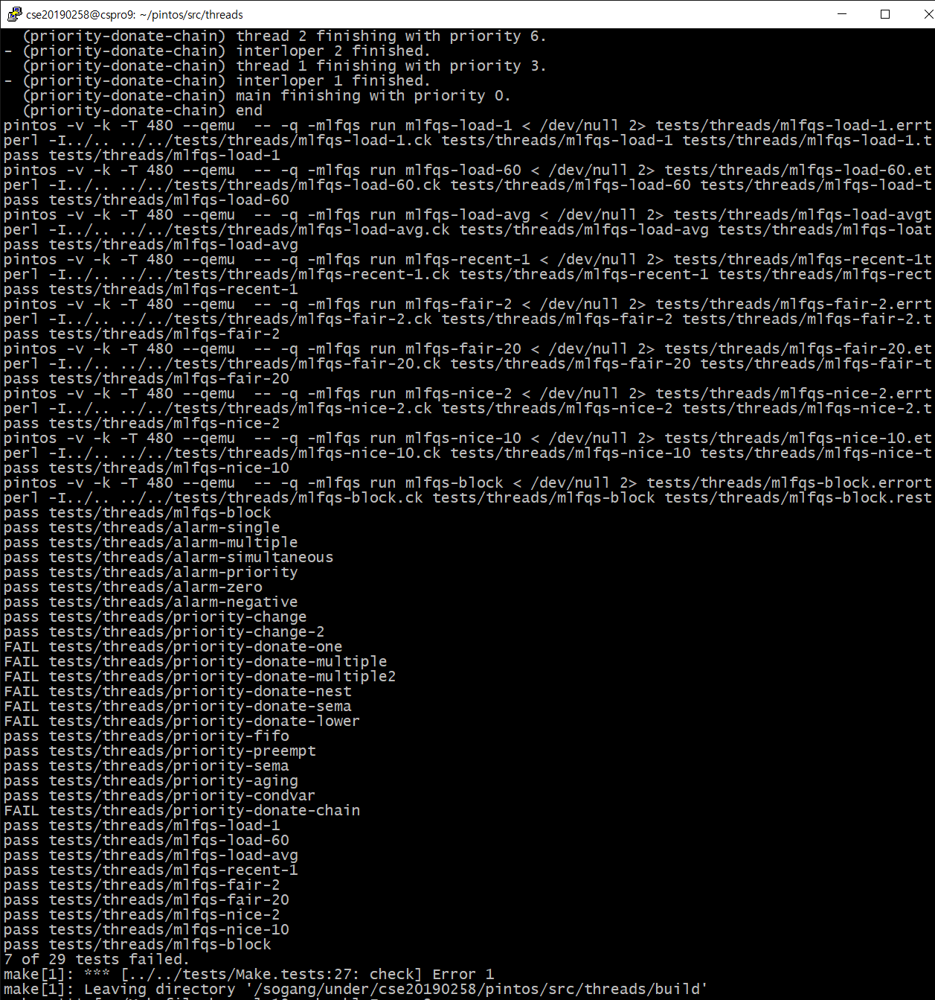 cse20190258@cspro9: ~/pintos/src/threads
  (priority-donate-chain) thread 2 finishing with priority 6.
- (priority-donate-chain) interloper 2 finished.
  (priority-donate-chain) thread 1 finishing with priority 3.
- (priority-donate-chain) interloper 1 finished.
  (priority-donate-chain) main finishing with priority 0.
  (priority-donate-chain) end
pintos -v -k -T 480 --qemu  -- -q -mlfqs run mlfqs-load-1 < /dev/null 2> tests/threads/mlfqs-load-1.errt
perl -I../.. ../../tests/threads/mlfqs-load-1.ck tests/threads/mlfqs-load-1 tests/threads/mlfqs-load-1.t
pass tests/threads/mlfqs-load-1
pintos -v -k -T 480 --qemu  -- -q -mlfqs run mlfqs-load-60 < /dev/null 2> tests/threads/mlfqs-load-60.et
perl -I../.. ../../tests/threads/mlfqs-load-60.ck tests/threads/mlfqs-load-60 tests/threads/mlfqs-load-t
pass tests/threads/mlfqs-load-60
pintos -v -k -T 480 --qemu  -- -q -mlfqs run mlfqs-load-avg < /dev/null 2> tests/threads/mlfqs-load-avgt
perl -I../.. ../../tests/threads/mlfqs-load-avg.ck tests/threads/mlfqs-load-avg tests/threads/mlfqs-loat
pass tests/threads/mlfqs-load-avg
pintos -v -k -T 480 --qemu  -- -q -mlfqs run mlfqs-recent-1 < /dev/null 2> tests/threads/mlfqs-recent-1t
perl -I../.. ../../tests/threads/mlfqs-recent-1.ck tests/threads/mlfqs-recent-1 tests/threads/mlfqs-rect
pass tests/threads/mlfqs-recent-1
pintos -v -k -T 480 --qemu  -- -q -mlfqs run mlfqs-fair-2 < /dev/null 2> tests/threads/mlfqs-fair-2.errt
perl -I../.. ../../tests/threads/mlfqs-fair-2.ck tests/threads/mlfqs-fair-2 tests/threads/mlfqs-fair-2.t
pass tests/threads/mlfqs-fair-2
pintos -v -k -T 480 --qemu  -- -q -mlfqs run mlfqs-fair-20 < /dev/null 2> tests/threads/mlfqs-fair-20.et
perl -I../.. ../../tests/threads/mlfqs-fair-20.ck tests/threads/mlfqs-fair-20 tests/threads/mlfqs-fair-t
pass tests/threads/mlfqs-fair-20
pintos -v -k -T 480 --qemu  -- -q -mlfqs run mlfqs-nice-2 < /dev/null 2> tests/threads/mlfqs-nice-2.errt
perl -I../.. ../../tests/threads/mlfqs-nice-2.ck tests/threads/mlfqs-nice-2 tests/threads/mlfqs-nice-2.t
pass tests/threads/mlfqs-nice-2
pintos -v -k -T 480 --qemu  -- -q -mlfqs run mlfqs-nice-10 < /dev/null 2> tests/threads/mlfqs-nice-10.et
perl -I../.. ../../tests/threads/mlfqs-nice-10.ck tests/threads/mlfqs-nice-10 tests/threads/mlfqs-nice-t
pass tests/threads/mlfqs-nice-10
pintos -v -k -T 480 --qemu  -- -q -mlfqs run mlfqs-block < /dev/null 2> tests/threads/mlfqs-block.errort
perl -I../.. ../../tests/threads/mlfqs-block.ck tests/threads/mlfqs-block tests/threads/mlfqs-block.rest
pass tests/threads/mlfqs-block
pass tests/threads/alarm-single
pass tests/threads/alarm-multiple
pass tests/threads/alarm-simultaneous
pass tests/threads/alarm-priority
pass tests/threads/alarm-zero
pass tests/threads/alarm-negative
pass tests/threads/priority-change
pass tests/threads/priority-change-2
FAIL tests/threads/priority-donate-one
FAIL tests/threads/priority-donate-multiple
FAIL tests/threads/priority-donate-multiple2
FAIL tests/threads/priority-donate-nest
FAIL tests/threads/priority-donate-sema
FAIL tests/threads/priority-donate-lower
pass tests/threads/priority-fifo
pass tests/threads/priority-preempt
pass tests/threads/priority-sema
pass tests/threads/priority-aging
pass tests/threads/priority-condvar
FAIL tests/threads/priority-donate-chain
pass tests/threads/mlfqs-load-1
pass tests/threads/mlfqs-load-60
pass tests/threads/mlfqs-load-avg
pass tests/threads/mlfqs-recent-1
pass tests/threads/mlfqs-fair-2
pass tests/threads/mlfqs-fair-20
pass tests/threads/mlfqs-nice-2
pass tests/threads/mlfqs-nice-10
pass tests/threads/mlfqs-block
7 of 29 tests failed.
make[1]: *** [../../tests/Make.tests:27: check] Error 1
make[1]: Leaving directory '/sogang/under/cse20190258/pintos/src/threads/build'